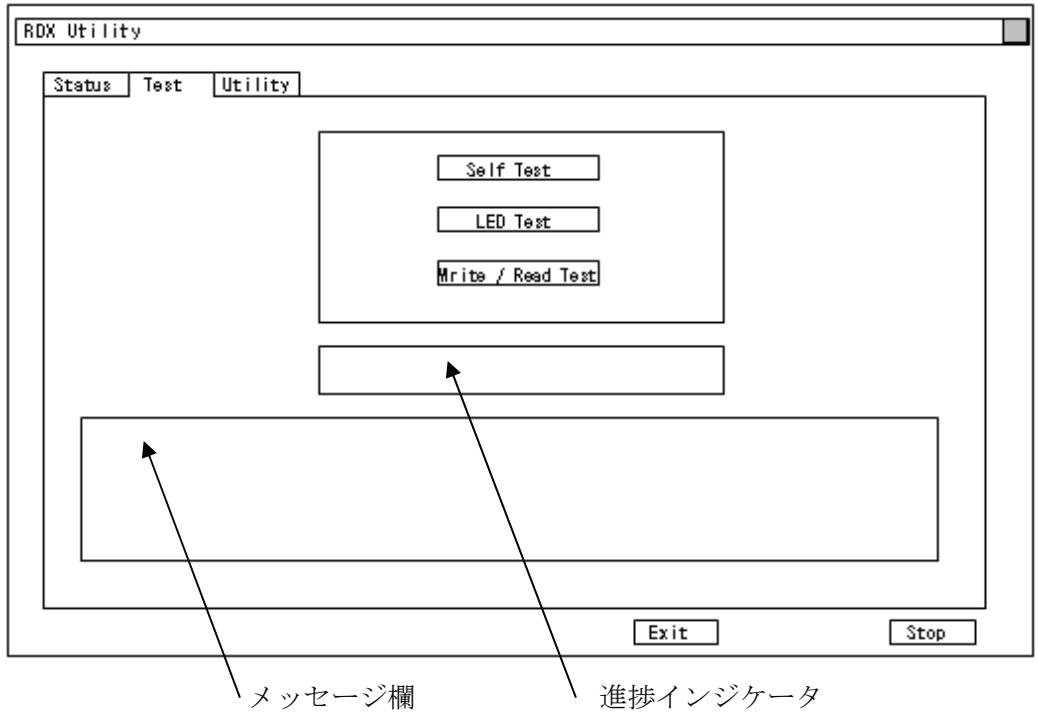 RDX Utility
Status Test Utility
Self Test
LED Test
Write / Read Test
Exit Stop
メッセージ欄 進捗インジケータ